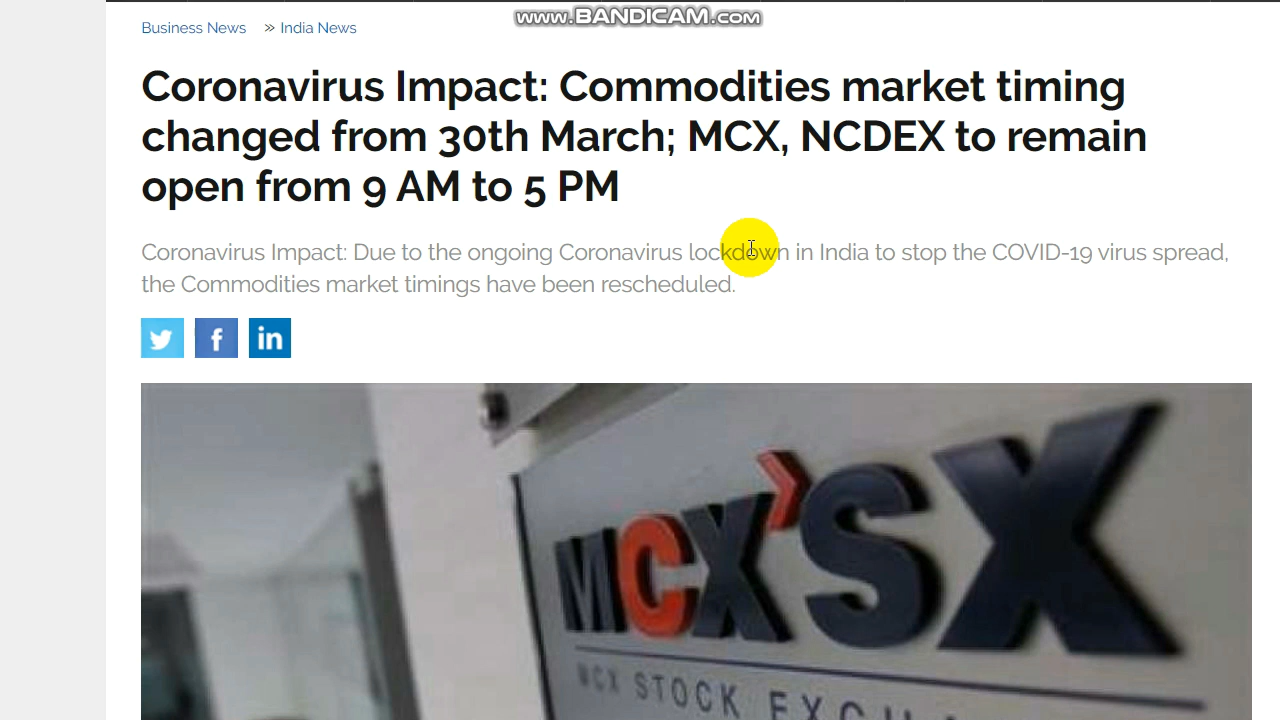 www.BANDICAM.com
Business News » India News
Coronavirus Impact: Commodities market timing
changed from 30th March; MCX, NCDEX to remain
open from 9 AM to 5 PM
Coronavirus Impact: Due to the ongoing Coronavirus lockdown in India to stop the COVID-19 virus spread,
the Commodities market timings have been rescheduled.
f in
MCX'SX
MCX STOCK